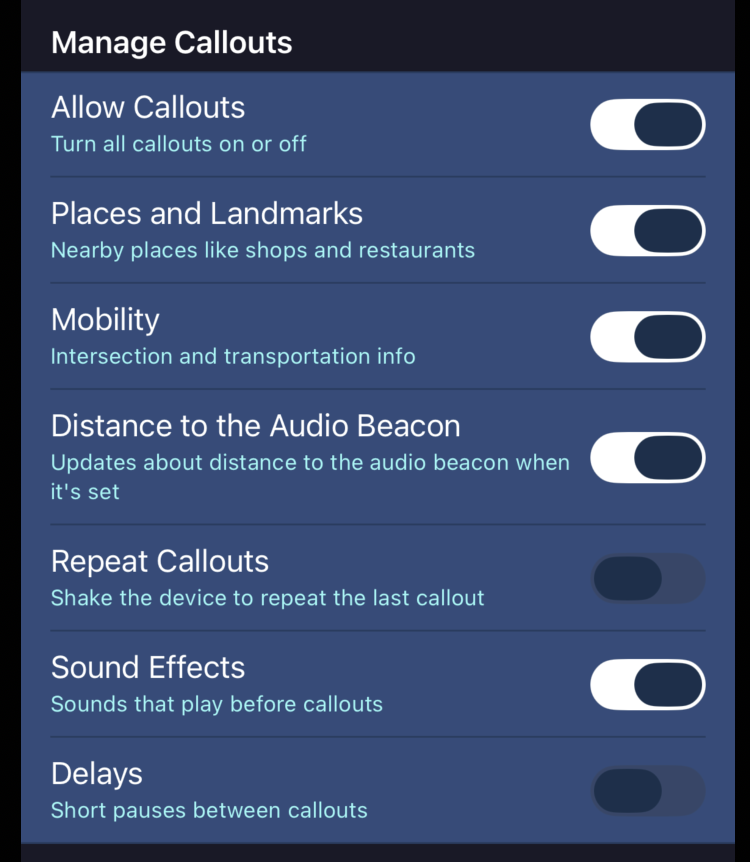 Manage Callouts
Allow Callouts
Turn all callouts on or off
Places and Landmarks
Nearby places like shops and restaurants
Mobility
Intersection and transportation info
Distance to the Audio Beacon
Updates about distance to the audio beacon when
it's set
Repeat Callouts
Shake the device to repeat the last callout
Sound Effects
Sounds that play before callouts
Delays
Short pauses between callouts